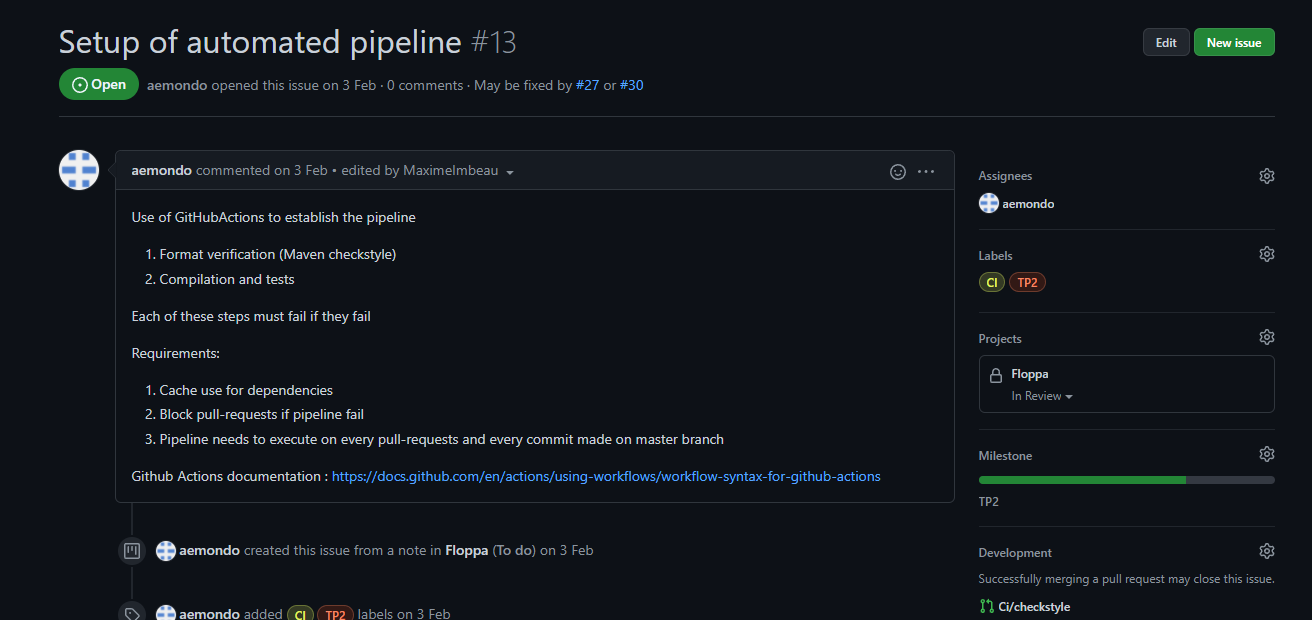 Setup of automated pipeline #13
Edit
New issue
Open
aemondo opened this issue on 3 Feb · 0 comments · May be fixed by #27 or #30
aemondo commented on 3 Feb • edited by MaximeImbeau
Use of GitHubActions to establish the pipeline
1. Format verification (Maven checkstyle)
2. Compilation and tests
Each of these steps must fail if they fail
Requirements:
1. Cache use for dependencies
2. Block pull-requests if pipeline fail
3. Pipeline needs to execute on every pull-requests and every commit made on master branch
Github Actions documentation : https://docs.github.com/en/actions/using-workflows/workflow-syntax-for-github-actions
aemondo created this issue from a note in Floppa (To do) on 3 Feb
aemondo added CI TP2 labels on 3 Feb
Assignees
aemondo
Labels
CI TP2
Projects
Floppa
In Review
Milestone
TP2
Development
Successfully merging a pull request may close this issue.
Ci/checkstyle